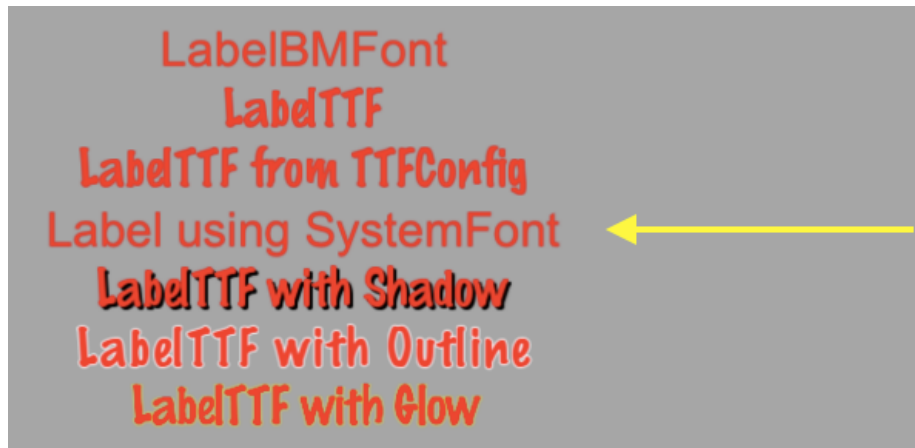 LabelBMFont
LabelTTF
LabelTTF from TTFConfig
Label using SystemFont
LabelTTF with Shadow
LabelTTF with Outline
LabelTTF with Glow